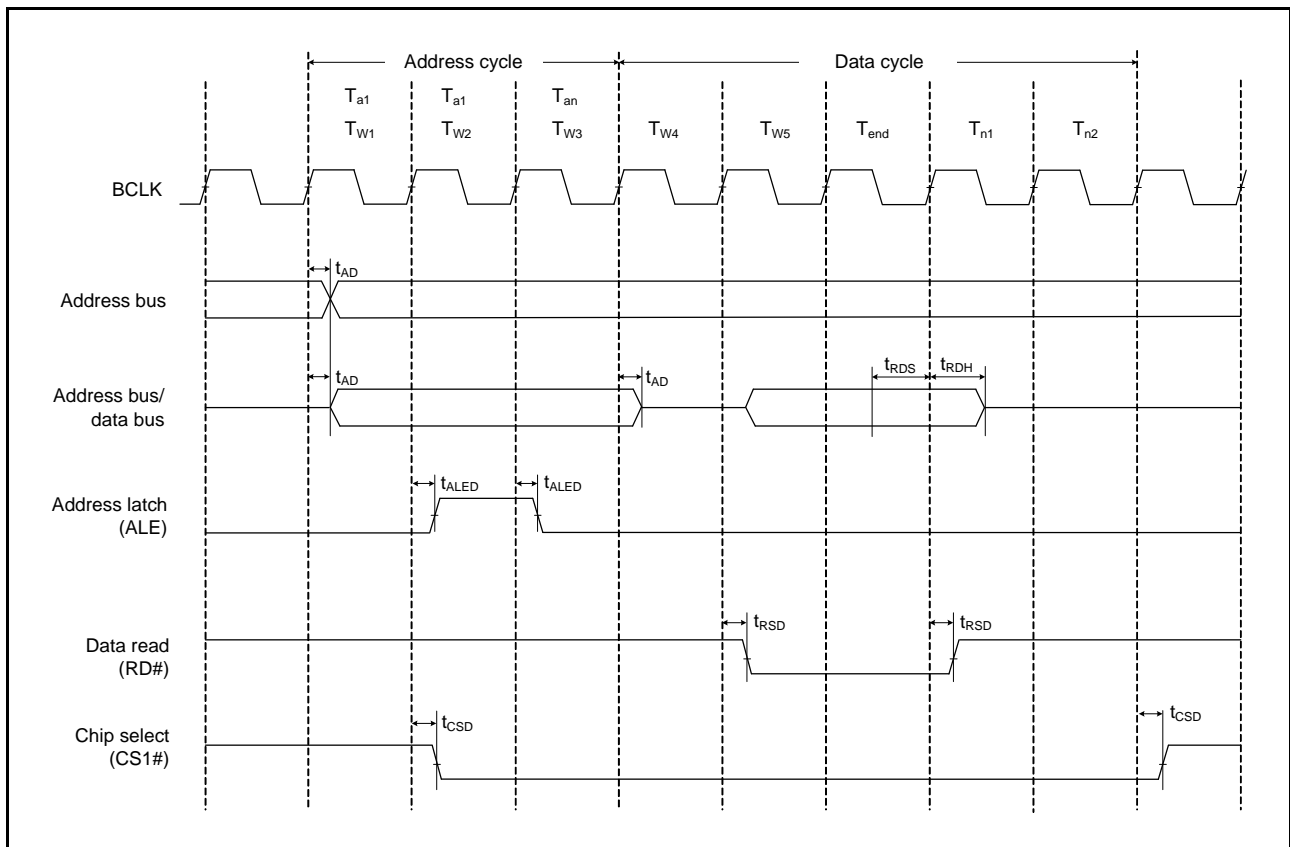 Address cycle Data cycle
Ta1 Ta1 Tan
TW1 TW2 TW3 TW4 TW5 Tend Tn1 Tn2
BCLK
tAD
Address bus
tAD tAD tRDS tRDH
Address bus/
data bus
tALED tALED
Address latch
(ALE)
tRSD tRSD
Data read
(RD#)
tCSD tCSD
Chip select
(CS1#)